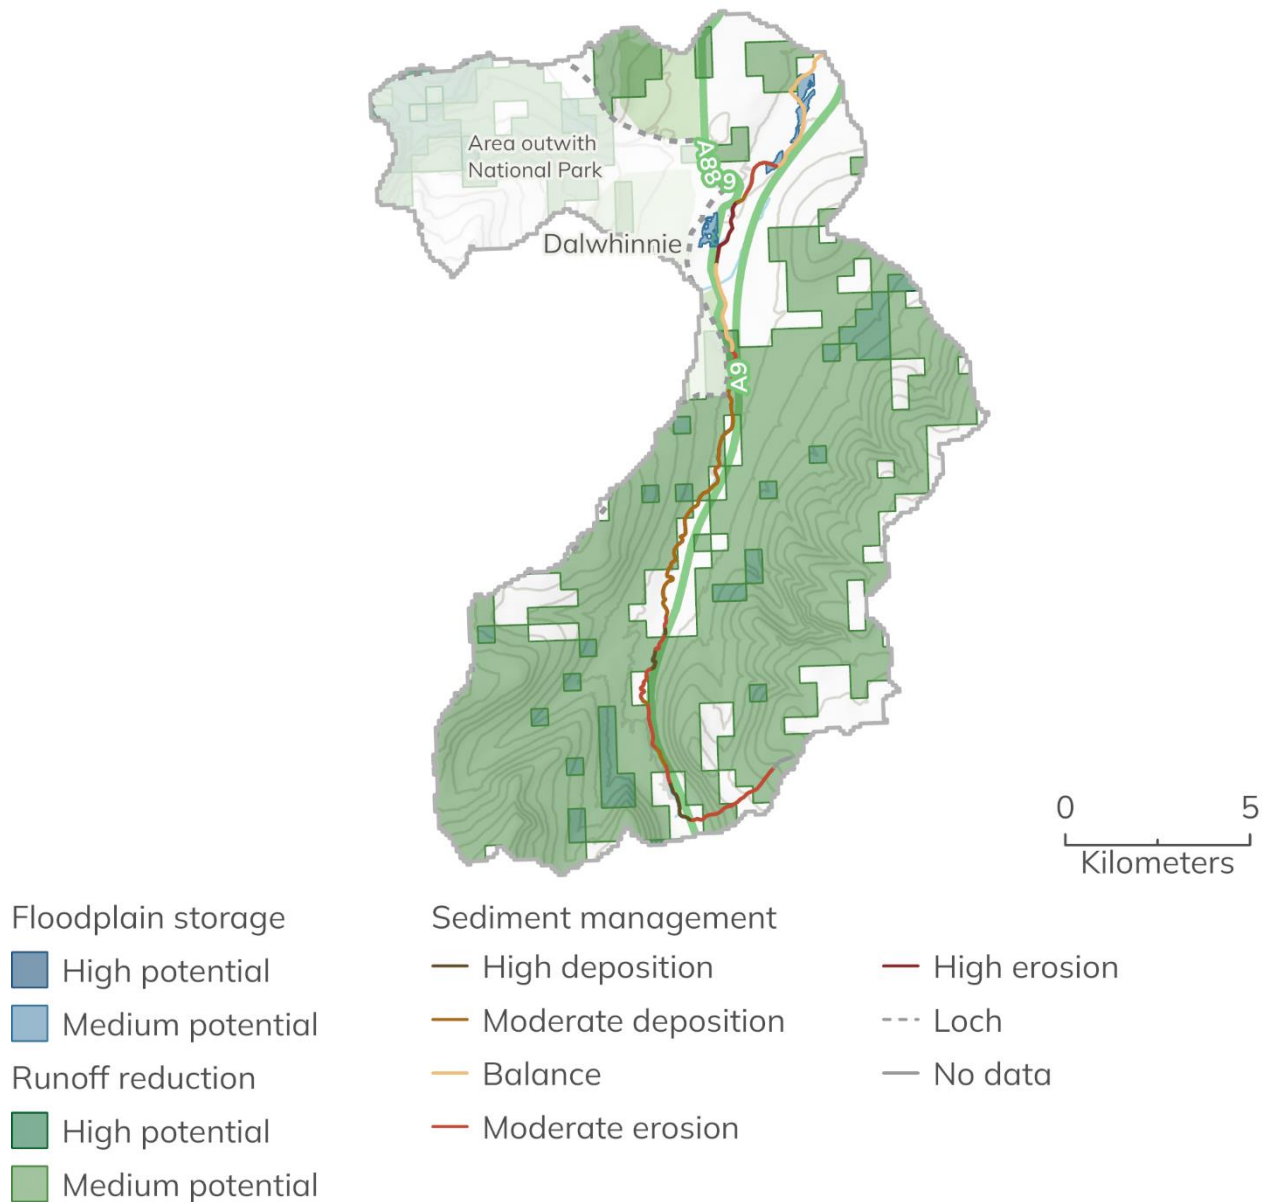 Area outwith
National Park
A889
Dalwhinnie
A9
0 5
Kilometers
Floodplain storage
High potential
Medium potential
Runoff reduction
High potential
Medium potential
Sediment management
High deposition
Moderate deposition
Balance
Moderate erosion
High erosion
Loch
No data